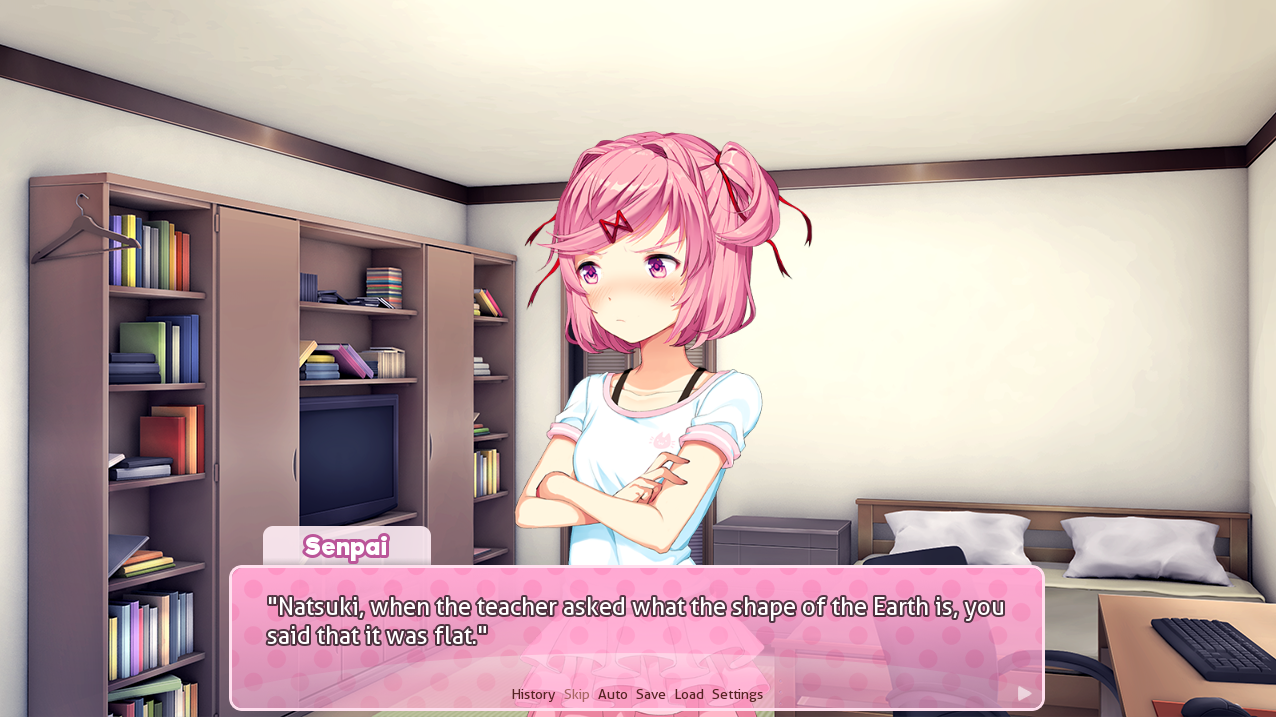 Senpai
"Natsuki, when the teacher asked what the shape of the Earth is, you
said that it was flat."
History Skip Auto Save Load Settings